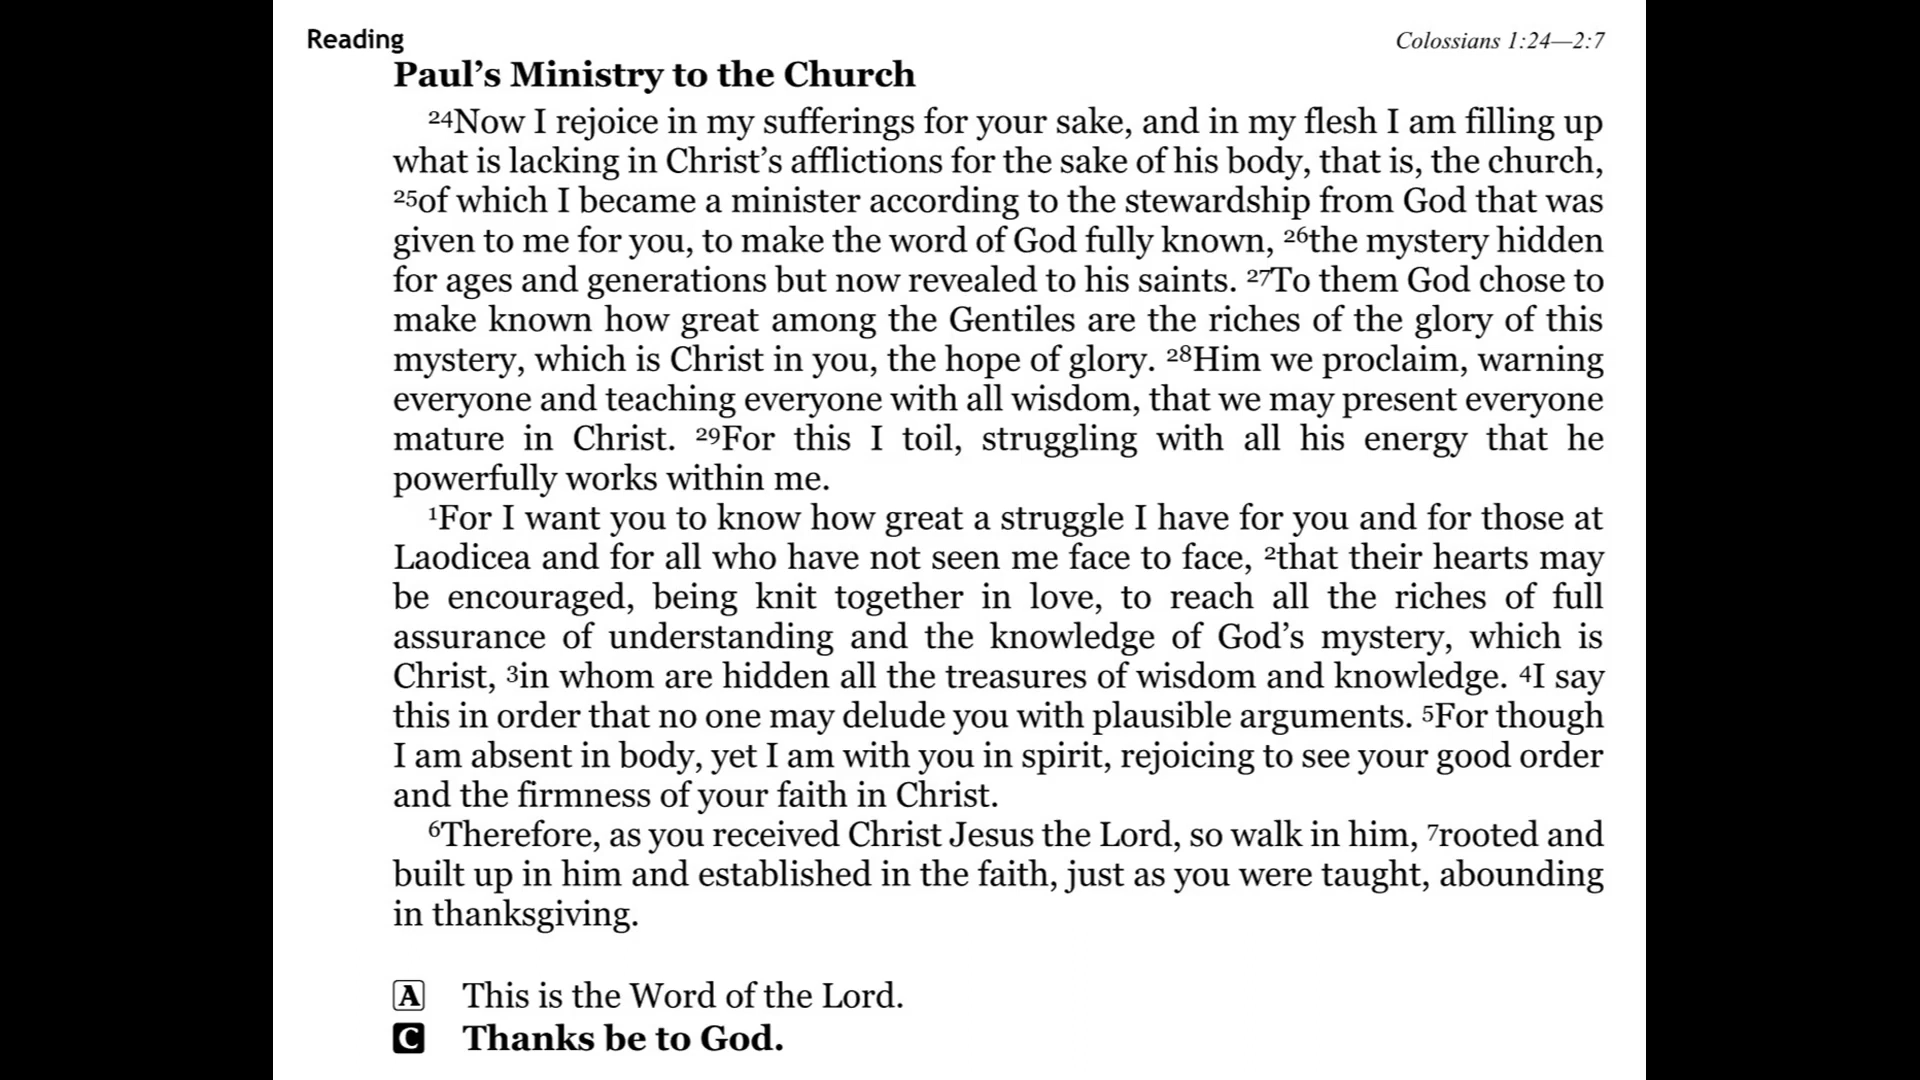 Reading
Colossians 1:24—2:7
Paul’s Ministry to the Church
24Now I rejoice in my sufferings for your sake, and in my flesh I am filling up
what is lacking in Christ’s afflictions for the sake of his body, that is, the church,
25of which I became a minister according to the stewardship from God that was
given to me for you, to make the word of God fully known, 26the mystery hidden
for ages and generations but now revealed to his saints. 27To them God chose to
make known how great among the Gentiles are the riches of the glory of this
mystery, which is Christ in you, the hope of glory. 28Him we proclaim, warning
everyone and teaching everyone with all wisdom, that we may present everyone
mature in Christ. 29For this I toil, struggling with all his energy that he
powerfully works within me.
1For I want you to know how great a struggle I have for you and for those at
Laodicea and for all who have not seen me face to face, 2that their hearts may
be encouraged, being knit together in love, to reach all the riches of full
assurance of understanding and the knowledge of God’s mystery, which is
Christ, 3in whom are hidden all the treasures of wisdom and knowledge. 4I say
this in order that no one may delude you with plausible arguments. 5For though
I am absent in body, yet I am with you in spirit, rejoicing to see your good order
and the firmness of your faith in Christ.
6Therefore, as you received Christ Jesus the Lord, so walk in him, 7rooted and
built up in him and established in the faith, just as you were taught, abounding
in thanksgiving.
A This is the Word of the Lord.
C Thanks be to God.